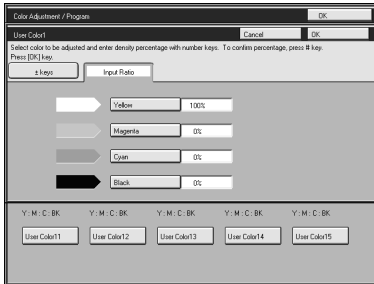 Color Adjustment / Program OK
User Color1 Cancel OK
Select color to be adjusted and enter density percentage with number keys. To confirm percentage, press # key.
Press [OK] key.
± keys Input Ratio
Yellow 100%
Magenta 0%
Cyan 0%
Black 0%
Y : M : C : BK Y : M : C : BK Y : M : C : BK Y : M : C : BK Y : M : C : BK
User Color11 User Color12 User Color13 User Color14 User Color15